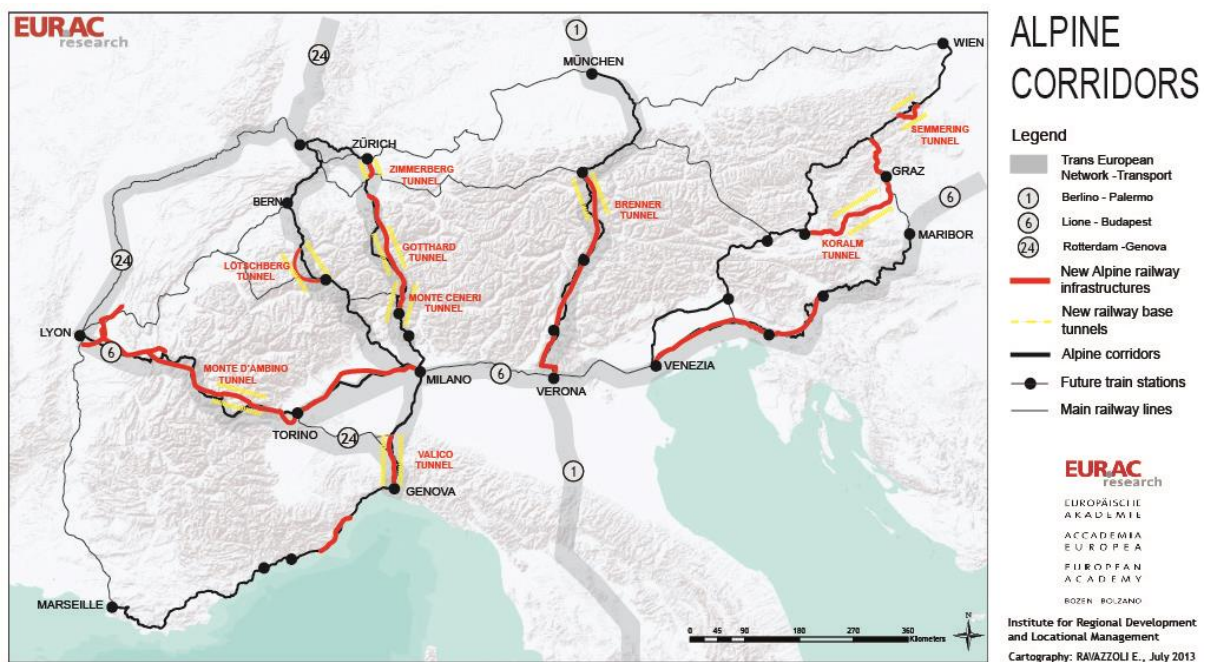 EURAC
research
24
1
MÜNCHEN
WIEN
SEMMERING
TUNNEL
ZÜRICH
ZIMMERBERG
TUNNEL
GRAZ
6
BERN
BRENNER
TUNNEL
MARIBOR
KORALM
TUNNEL
GOTTHARD
TUNNEL
24
LÖTSCHBERG
TUNNEL
MONTE CENERI
TUNNEL
LYON
6
MONTE D'AMBINO
TUNNEL
MILANO
6
VERONA
VENEZIA
TORINO
24
VALICO
TUNNEL
1
GENOVA
MARSEILLE
0 45 90 180 270 360
Kilometers
N
ALPINE
CORRIDORS
Legend
Trans European
Network -Transport
1 Berlino - Palermo
6 Lione - Budapest
24 Rotterdam -Genova
New Alpine railway
infrastructures
New railway base
tunnels
Alpine corridors
Future train stations
Main railway lines
EURAC
research
EUROPÄISCHE
AKADEMIE
ACCADEMIA
EUROPEA
EUROPEAN
ACADEMY
BOZEN BOLZANO
Institute for Regional Development
and Locational Management
Cartography: RAVAZZOLI E., July 2013